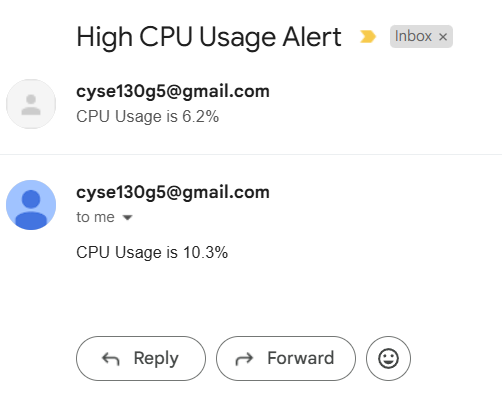 High CPU Usage Alert Inbox ×
cyse130g5@gmail.com
CPU Usage is 6.2%
cyse130g5@gmail.com
to me
CPU Usage is 10.3%
Reply Forward